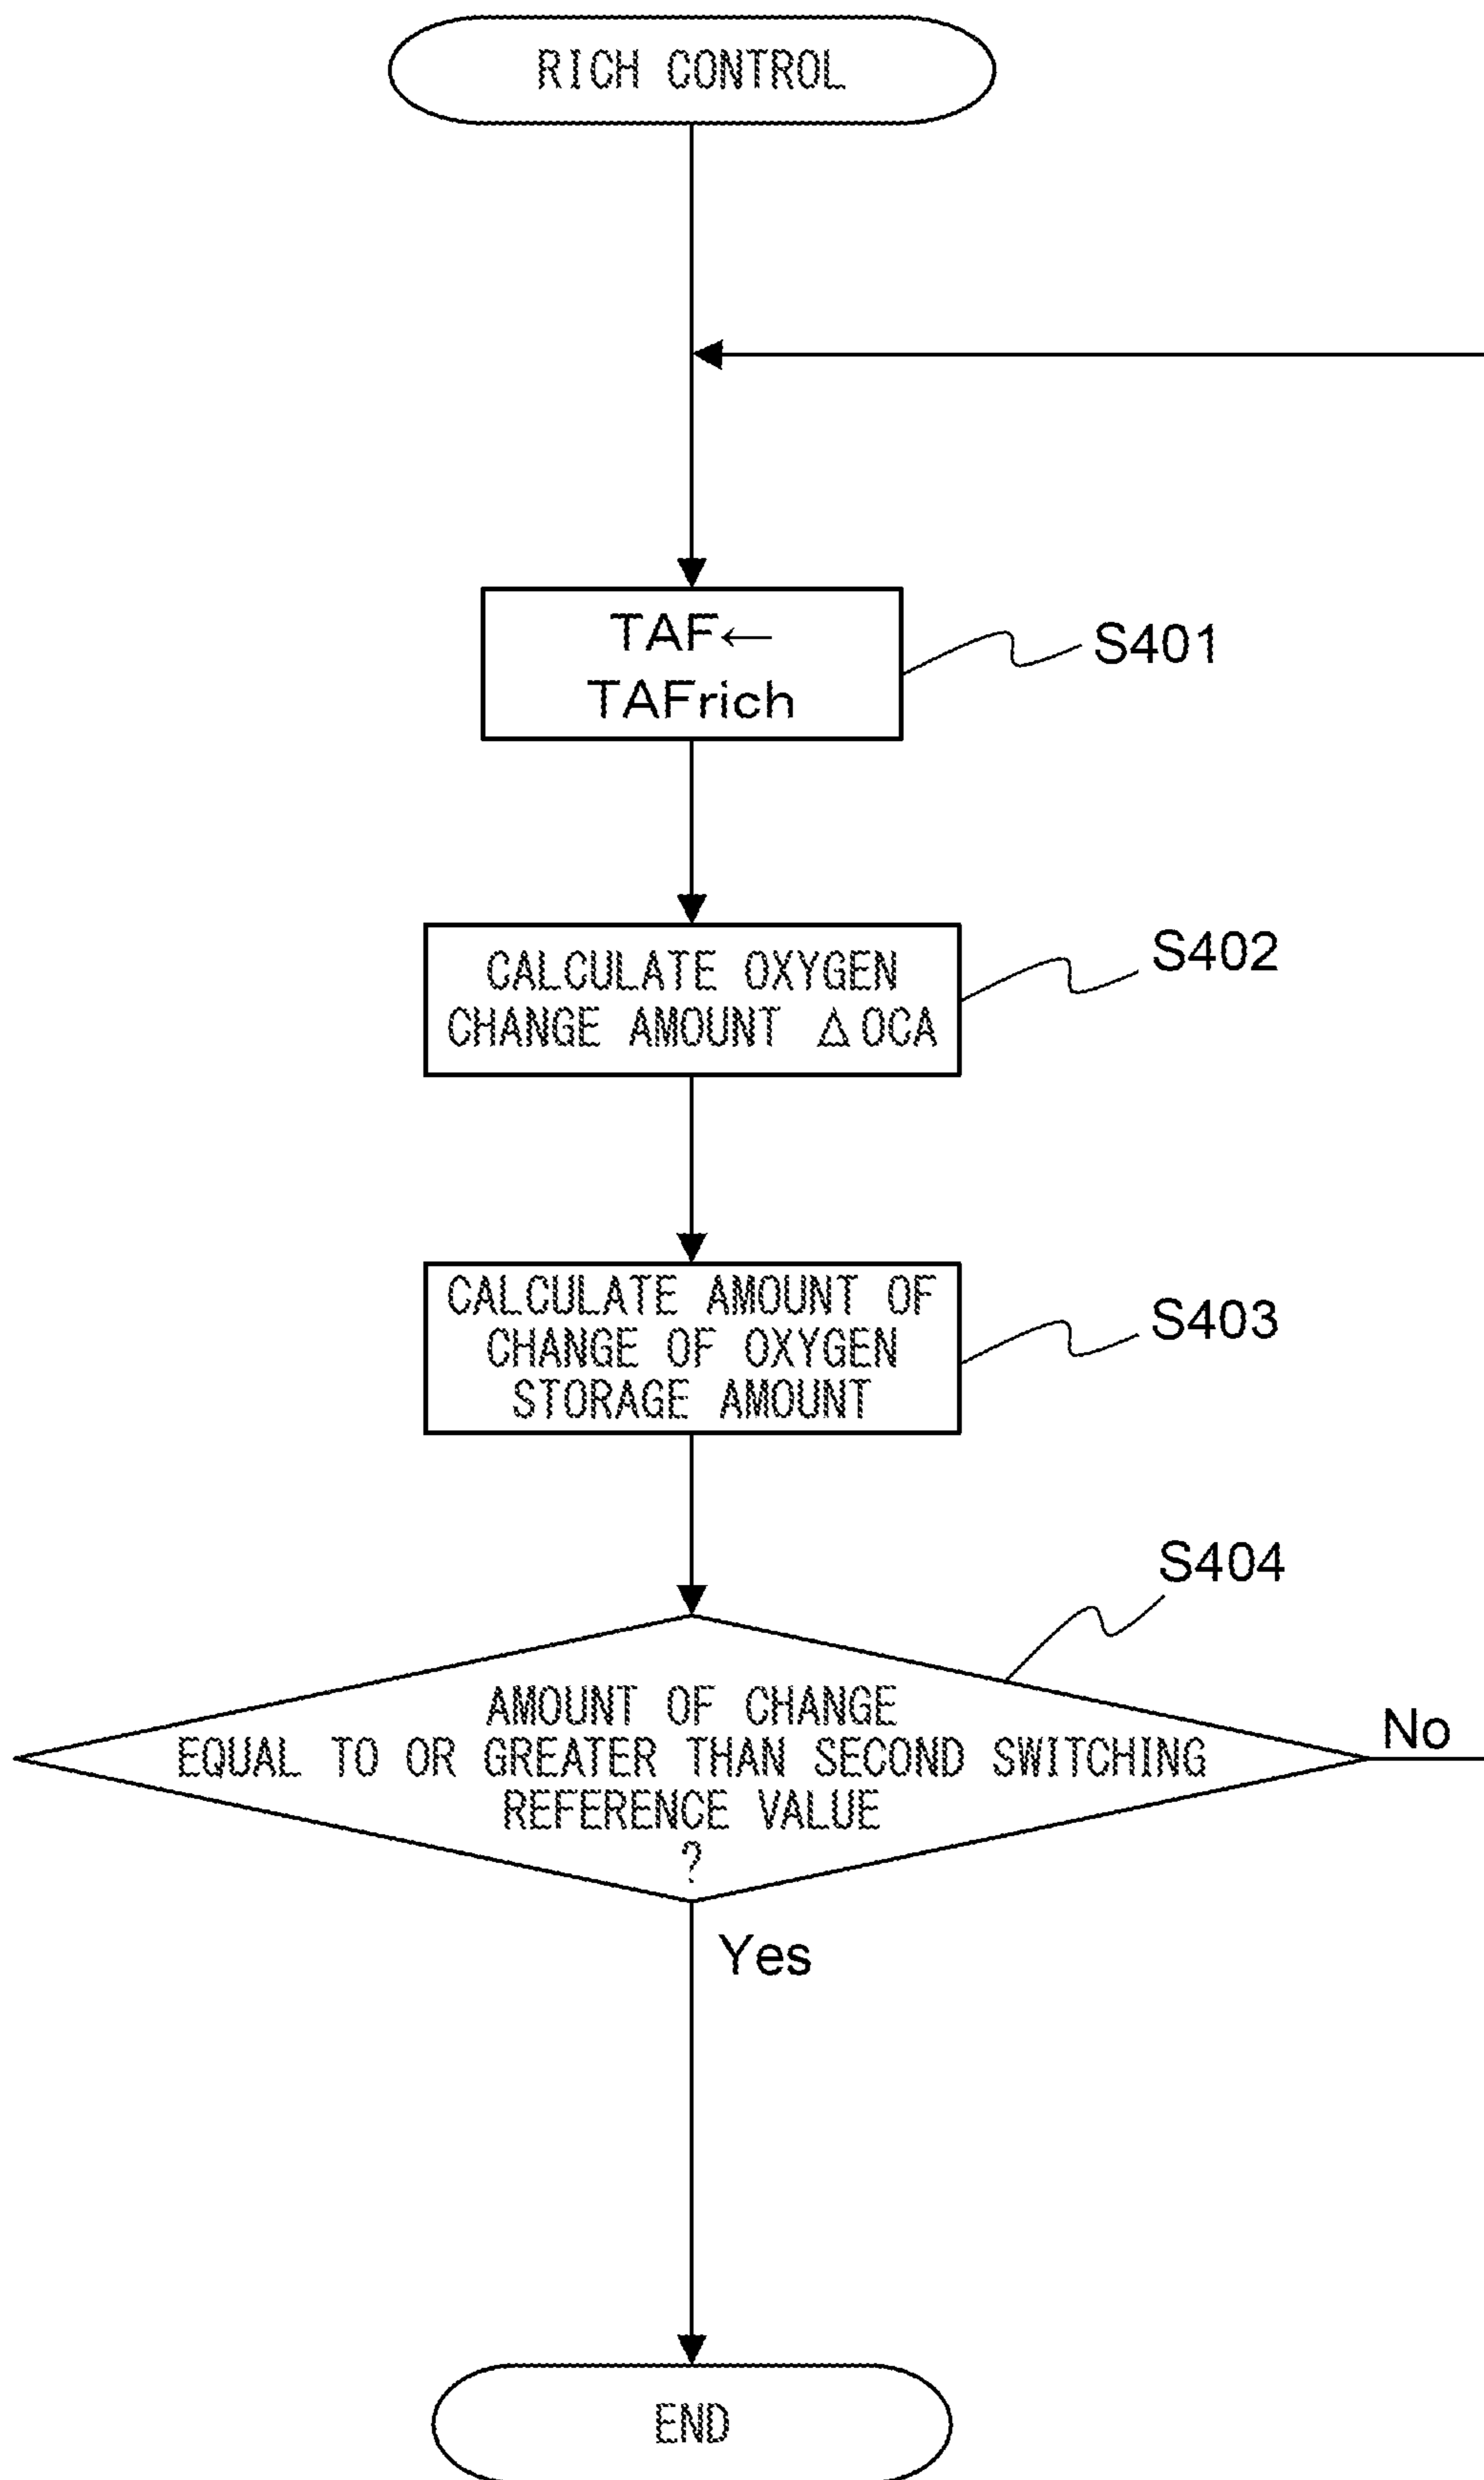 RICH CONTROL
TAF←
TAFrich
S401
CALCULATE OXYGEN
CHANGE AMOUNT △OCA
S402
CALCULATE AMOUNT OF
CHANGE OF OXYGEN
STORAGE AMOUNT
S403
S404
AMOUNT OF CHANGE
EQUAL TO OR GREATER THAN SECOND SWITCHING
REFERENCE VALUE
?
No
Yes
END